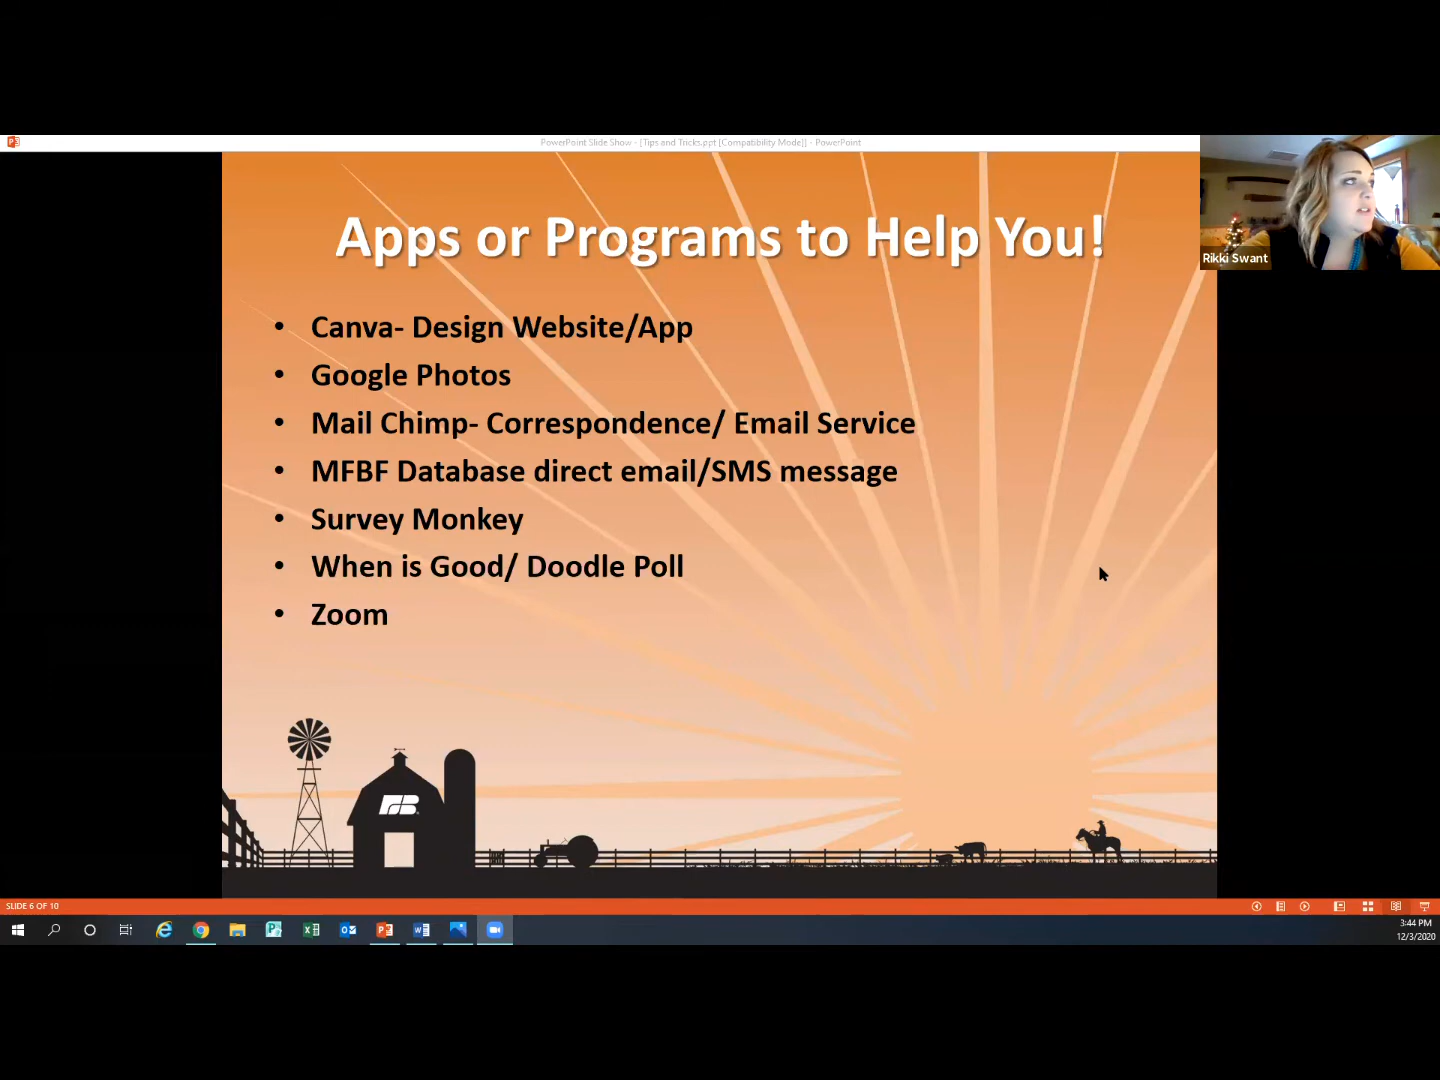 PowerPoint Slide Show - [Tips and Tricks.ppt [Compatibility Mode]] - PowerPoint
Rikki Swant
Apps or Programs to Help You!
• Canva- Design Website/App
• Google Photos
• Mail Chimp- Correspondence/ Email Service
• MFBF Database direct email/SMS message
• Survey Monkey
• When is Good/ Doodle Poll
• Zoom
FB
SLIDE 6 OF 10
3:44 PM
12/3/2020